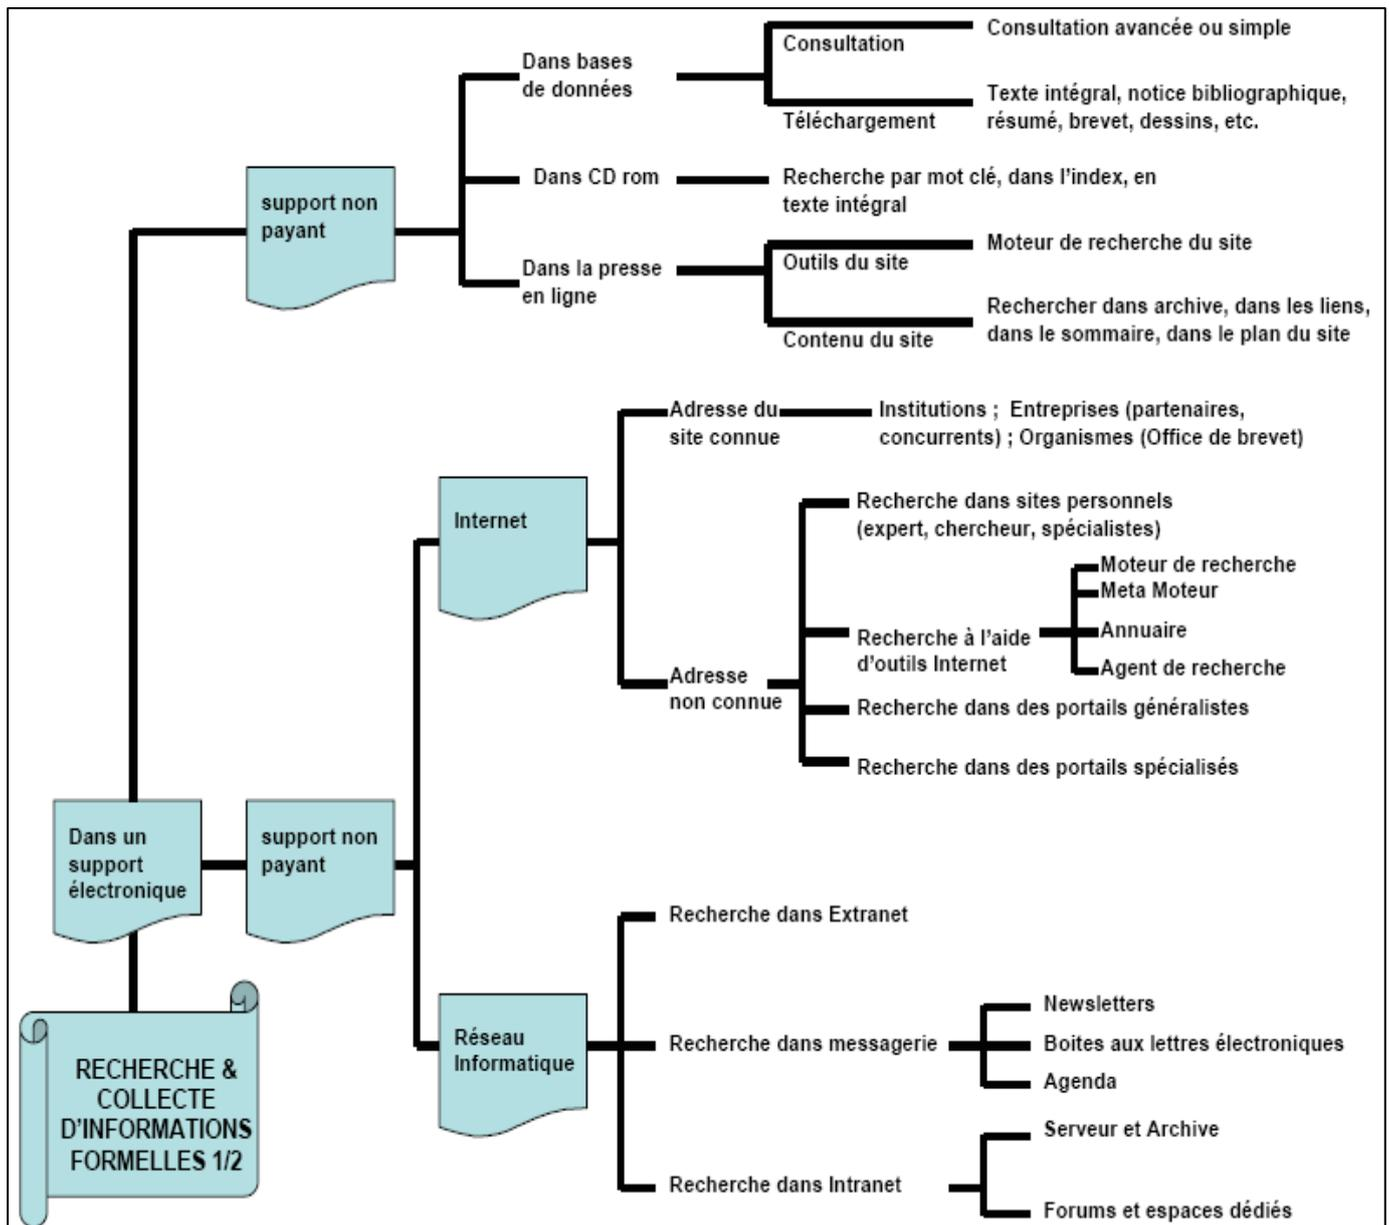 Consultation
Consultation avancée ou simple
Dans bases
de données
Téléchargement
Texte intégral, notice bibliographique,
résumé, brevet, dessins, etc.
support non
payant
Dans CD rom
Recherche par mot clé, dans l'index, en
texte intégral
Dans la presse
en ligne
Outils du site
Moteur de recherche du site
Contenu du site
Rechercher dans archive, dans les liens,
dans le sommaire, dans le plan du site
Adresse du
site connue
Institutions ; Entreprises (partenaires,
concurrents) ; Organismes (Office de brevet)
Internet
Recherche dans sites personnels
(expert, chercheur, spécialistes)
Moteur de recherche
Meta Moteur
Annuaire
Agent de recherche
Recherche à l'aide
d'outils Internet
Adresse
non connue
Recherche dans des portails généralistes
Recherche dans des portails spécialisés
Dans un
support
électronique
support non
payant
Recherche dans Extranet
Réseau
Informatique
Recherche dans messagerie
Newsletters
Boites aux lettres électroniques
Agenda
Recherche dans Intranet
Serveur et Archive
Forums et espaces dédiés
RECHERCHE &
COLLECTE
D'INFORMATIONS
FORMELLES 1/2